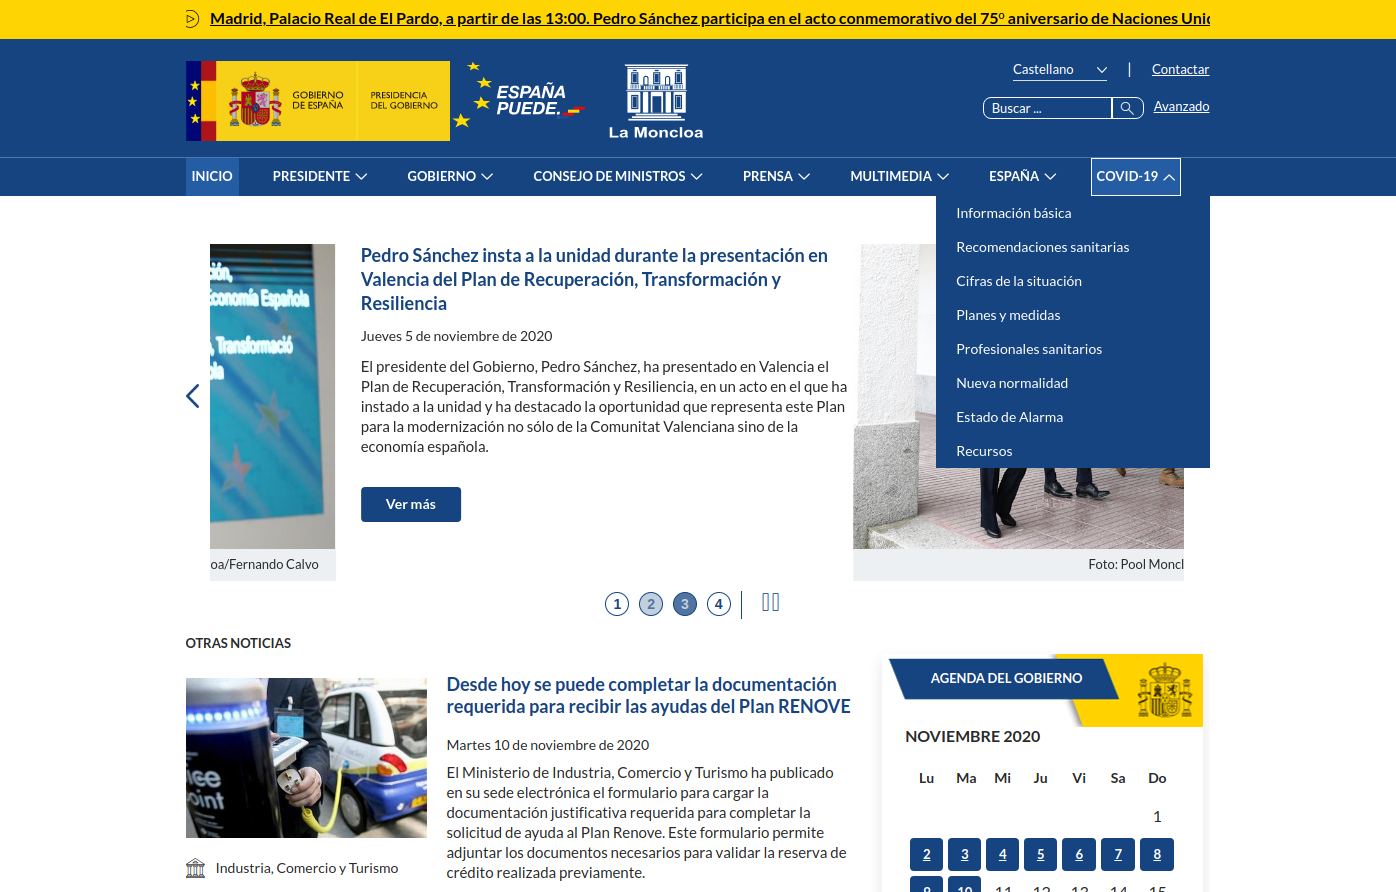 Madrid, Palacio Real de El Pardo, a partir de las 13:00. Pedro Sánchez participa en el acto conmemorativo del 75º aniversario de Naciones
GOBIERNO DE ESPAÑA
PRESIDENCIA DEL GOBIERNO
ESPAÑA PUEDE.
La Moncloa
Castellano
Contactar
Buscar ...
Avanzado
INICIO
PRESIDENTE
GOBIERNO
CONSEJO DE MINISTROS
PRENSA
MULTIMEDIA
ESPAÑA
COVID-19
Información básica
Recomendaciones sanitarias
Cifras de la situación
Planes y medidas
Profesionales sanitarios
Nueva normalidad
Estado de Alarma
Recursos
ión,
Economía Española
, Transformació
ola
oa/Fernando Calvo
Pedro Sánchez insta a la unidad durante la presentación en
Valencia del Plan de Recuperación, Transformación y
Resiliencia
Jueves 5 de noviembre de 2020
El presidente del Gobierno, Pedro Sánchez, ha presentado en Valencia el
Plan de Recuperación, Transformación y Resiliencia, en un acto en el que ha
instado a la unidad y ha destacado la oportunidad que representa este Plan
para la modernización no sólo de la Comunitat Valenciana sino de la
economía española.
Ver más
Foto: Pool Moncl
1 2 3 4
OTRAS NOTICIAS
ice
oint
Industria, Comercio y Turismo
Desde hoy se puede completar la documentación
requerida para recibir las ayudas del Plan RENOVE
Martes 10 de noviembre de 2020
El Ministerio de Industria, Comercio y Turismo ha publicado
en su sede electrónica el formulario para cargar la
documentación justificativa requerida para completar la
solicitud de ayuda al Plan Renove. Este formulario permite
adjuntar los documentos necesarios para validar la reserva de
crédito realizada previamente.
AGENDA DEL GOBIERNO
NOVIEMBRE 2020
Lu Ma Mi Ju Vi Sa Do
1
2 3 4 5 6 7 8
9 10 11 12 13 14 15